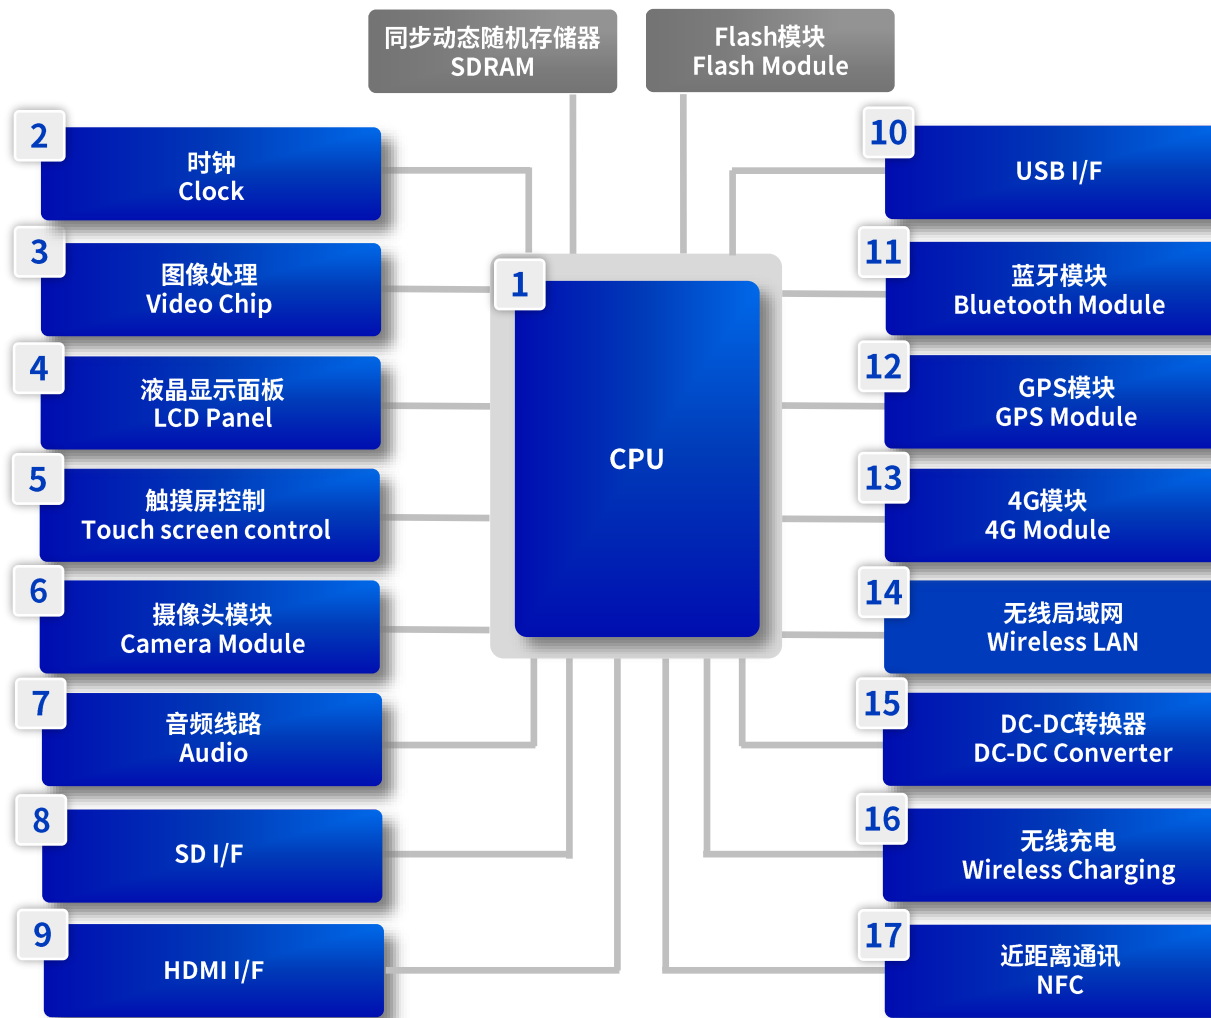 同步动态随机存储器
SDRAM
Flash模块
Flash Module
2
时钟
Clock
3
图像处理
Video Chip
4
液晶显示面板
LCD Panel
5
触摸屏控制
Touch screen control
6
摄像头模块
Camera Module
7
音频线路
Audio
8
SD I/F
9
HDMI I/F
1
CPU
10
USB I/F
11
蓝牙模块
Bluetooth Module
12
GPS模块
GPS Module
13
4G模块
4G Module
14
无线局域网
Wireless LAN
15
DC-DC转换器
DC-DC Converter
16
无线充电
Wireless Charging
17
近距离通讯
NFC